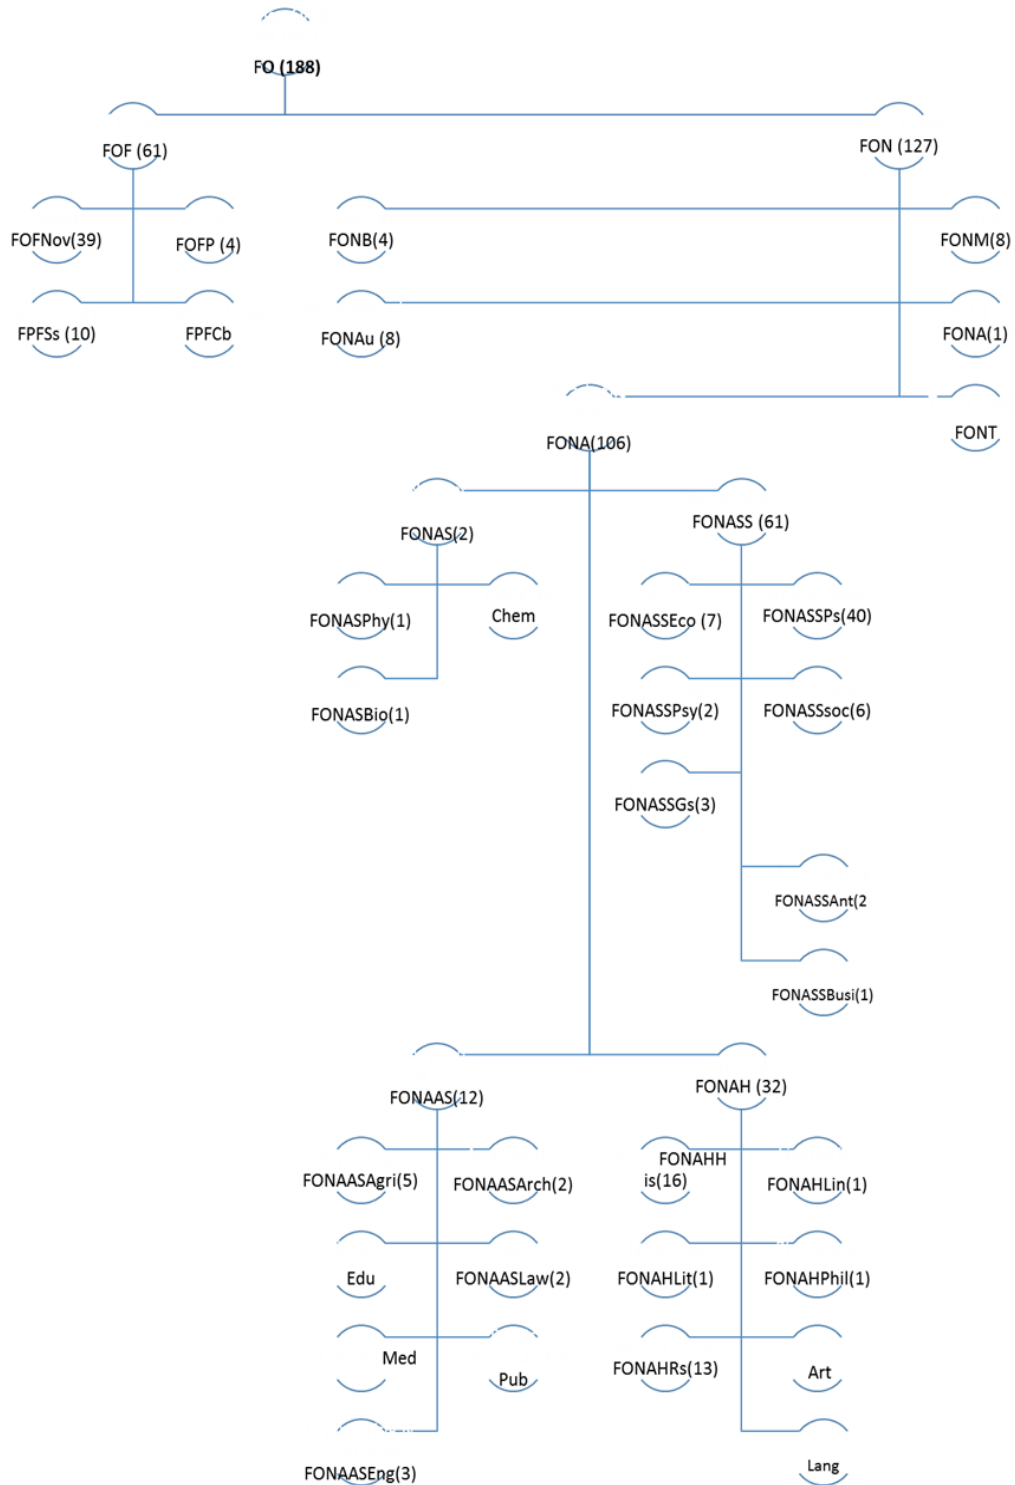 FO (188)
FOF (61)
FON (127)
FOFNov(39)
FOFP (4)
FONB(4)
FONM(8)
FPFSs (10)
FPFCb
FONAu (8)
FONA(1)
FONA(106)
FONT
FONAS(2)
FONASS (61)
FONASPhy(1)
Chem
FONASSEco (7)
FONASSPs(40)
FONASBio(1)
FONASSPsy(2)
FONASSsoc(6)
FONASSGs(3)
FONASSAnt(2
FONASSBusi(1)
FONAAS(12)
FONAH (32)
FONAASAgri(5)
FONAASArch(2)
FONAHH
is(16)
FONAHLin(1)
Edu
FONAASLaw(2)
FONAHLit(1)
FONAHPhil(1)
Med
Pub
FONAHRs(13)
Art
FONAASEng(3)
Lang